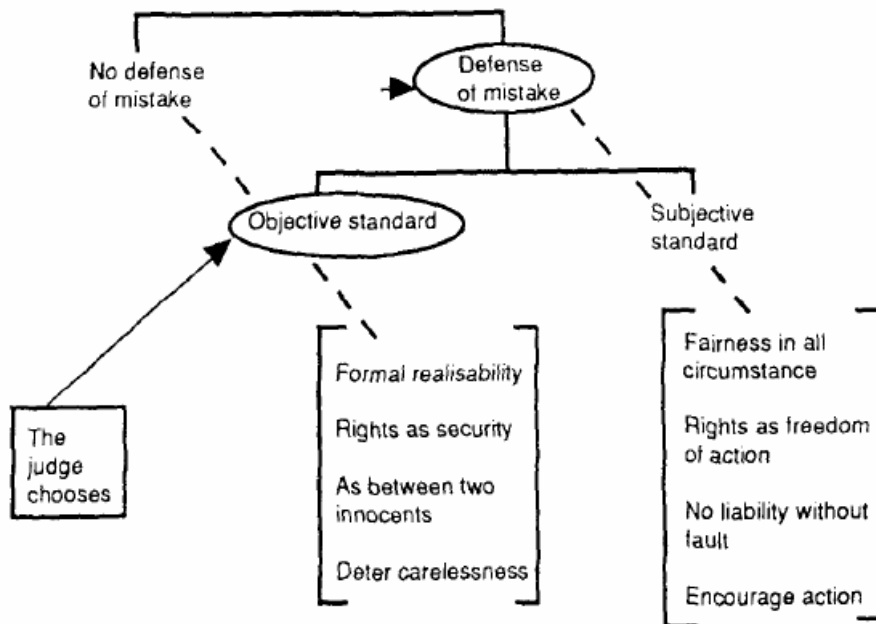 No defense
of mistake
Defense
of mistake
Objective standard
Subjective
standard
The
judge
chooses
Formal realisability
Rights as security
As between two
innocents
Deter carelessness
Fairness in all
circumstance
Rights as freedom
of action
No liability without
fault
Encourage action